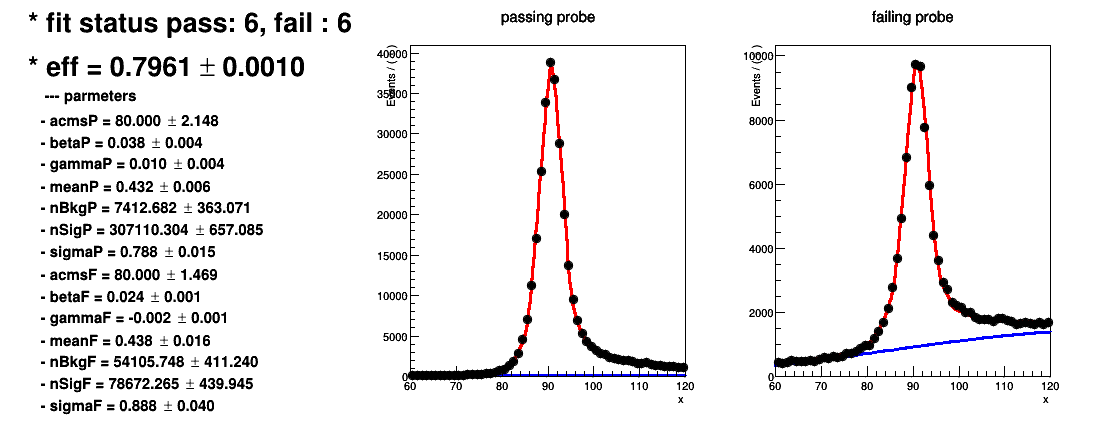 * fit status pass: 6, fail : 6
* eff = 0.7961 ± 0.0010
--- parmeters
- acmsP = 80.000 ± 2.148
- betaP = 0.038 ± 0.004
- gammaP = 0.010 ± 0.004
- meanP = 0.432 ± 0.006
- nBkgP = 7412.682 ± 363.071
- nSigP = 307110.304 ± 657.085
- sigmaP = 0.788 ± 0.015
- acmsF = 80.000 ± 1.469
- betaF = 0.024 ± 0.001
- gammaF = -0.002 ± 0.001
- meanF = 0.438 ± 0.016
- nBkgF = 54105.748 ± 411.240
- nSigF = 78672.265 ± 439.945
- sigmaF = 0.888 ± 0.040
passing probe
Events / ( )
40000
35000
30000
25000
20000
15000
10000
5000
0
60 70 80 90 100 110 120
x
failing probe
Events / ( )
10000
8000
6000
4000
2000
0
60 70 80 90 100 110 120
x